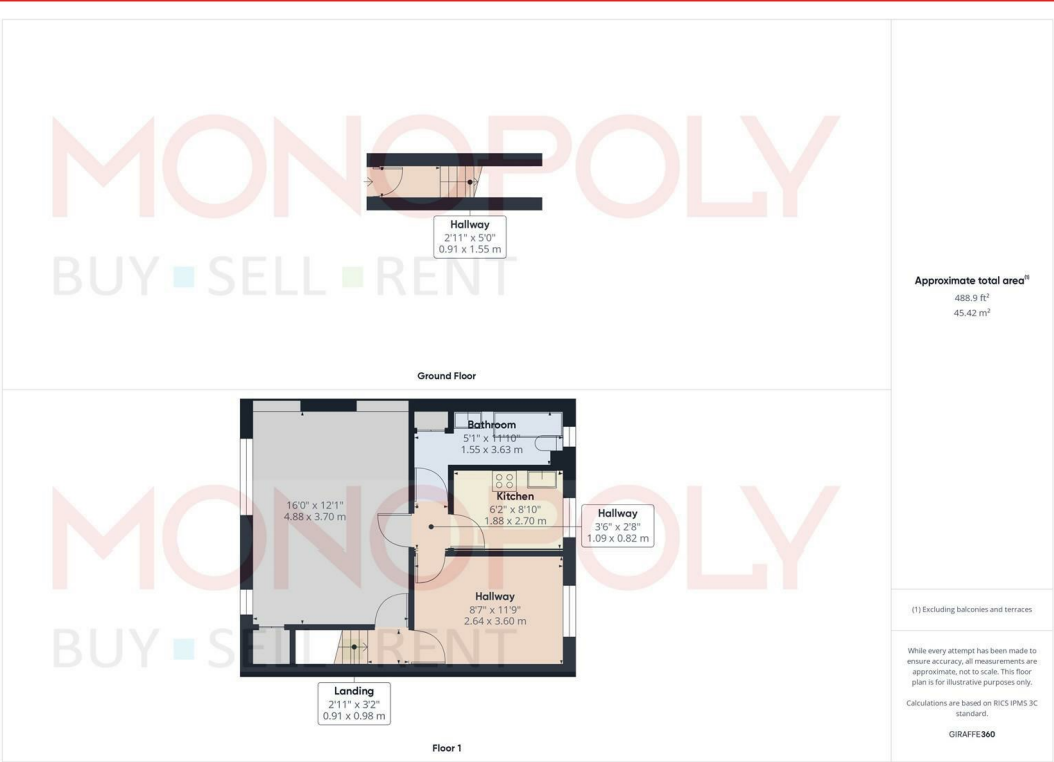 MONOPOLY
BUY SELL RENT
Hallway
2'11" x 5'0"
0.91 x 1.55 m
Ground Floor
Approximate total area(1)
488.9 ft²
45.42 m²
MONOPOLY
BUY SELL RENT
Bathroom
5'1" x 11'10"
1.55 x 3.63 m
16'0" x 12'1"
4.88 x 3.70 m
Kitchen
6'2" x 8'10"
1.88 x 2.70 m
Hallway
3'6" x 2'8"
1.09 x 0.82 m
Hallway
8'7" x 11'9"
2.64 x 3.60 m
Landing
2'11" x 3'2"
0.91 x 0.98 m
Floor 1
(1) Excluding balconies and terraces
While every attempt has been made to
ensure accuracy, all measurements are
approximate, not to scale. This floor
plan is for illustrative purposes only.
Calculations are based on RICS IPMS 3C
standard.
GIRAFFE360